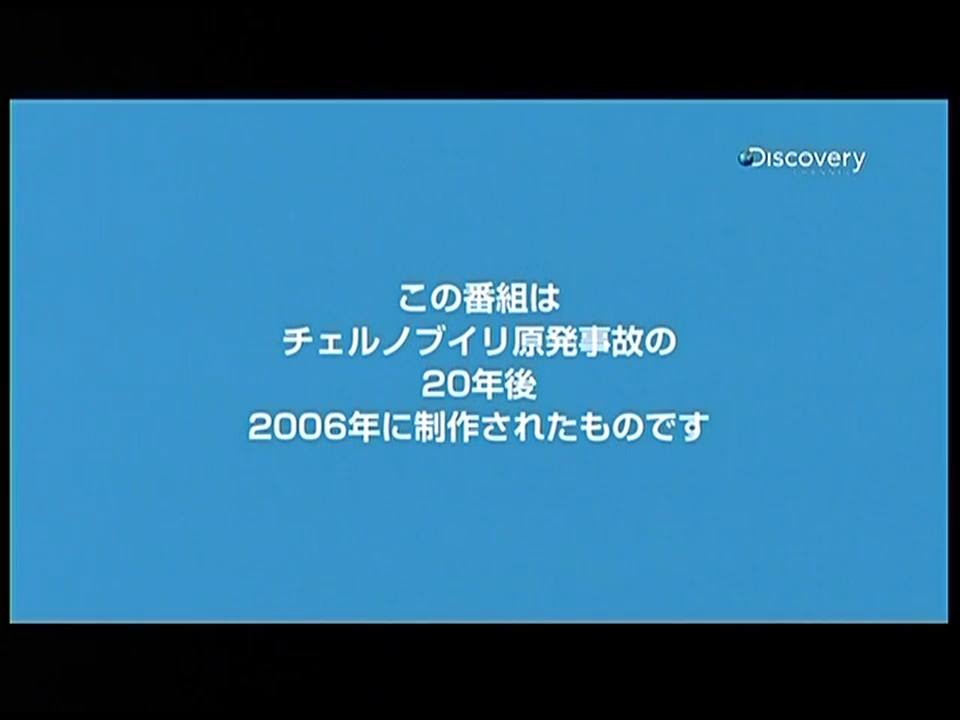 Discovery
CHANNEL
この番組は
チェルノブイリ原発事故の
20年後
2006年に制作されたものです